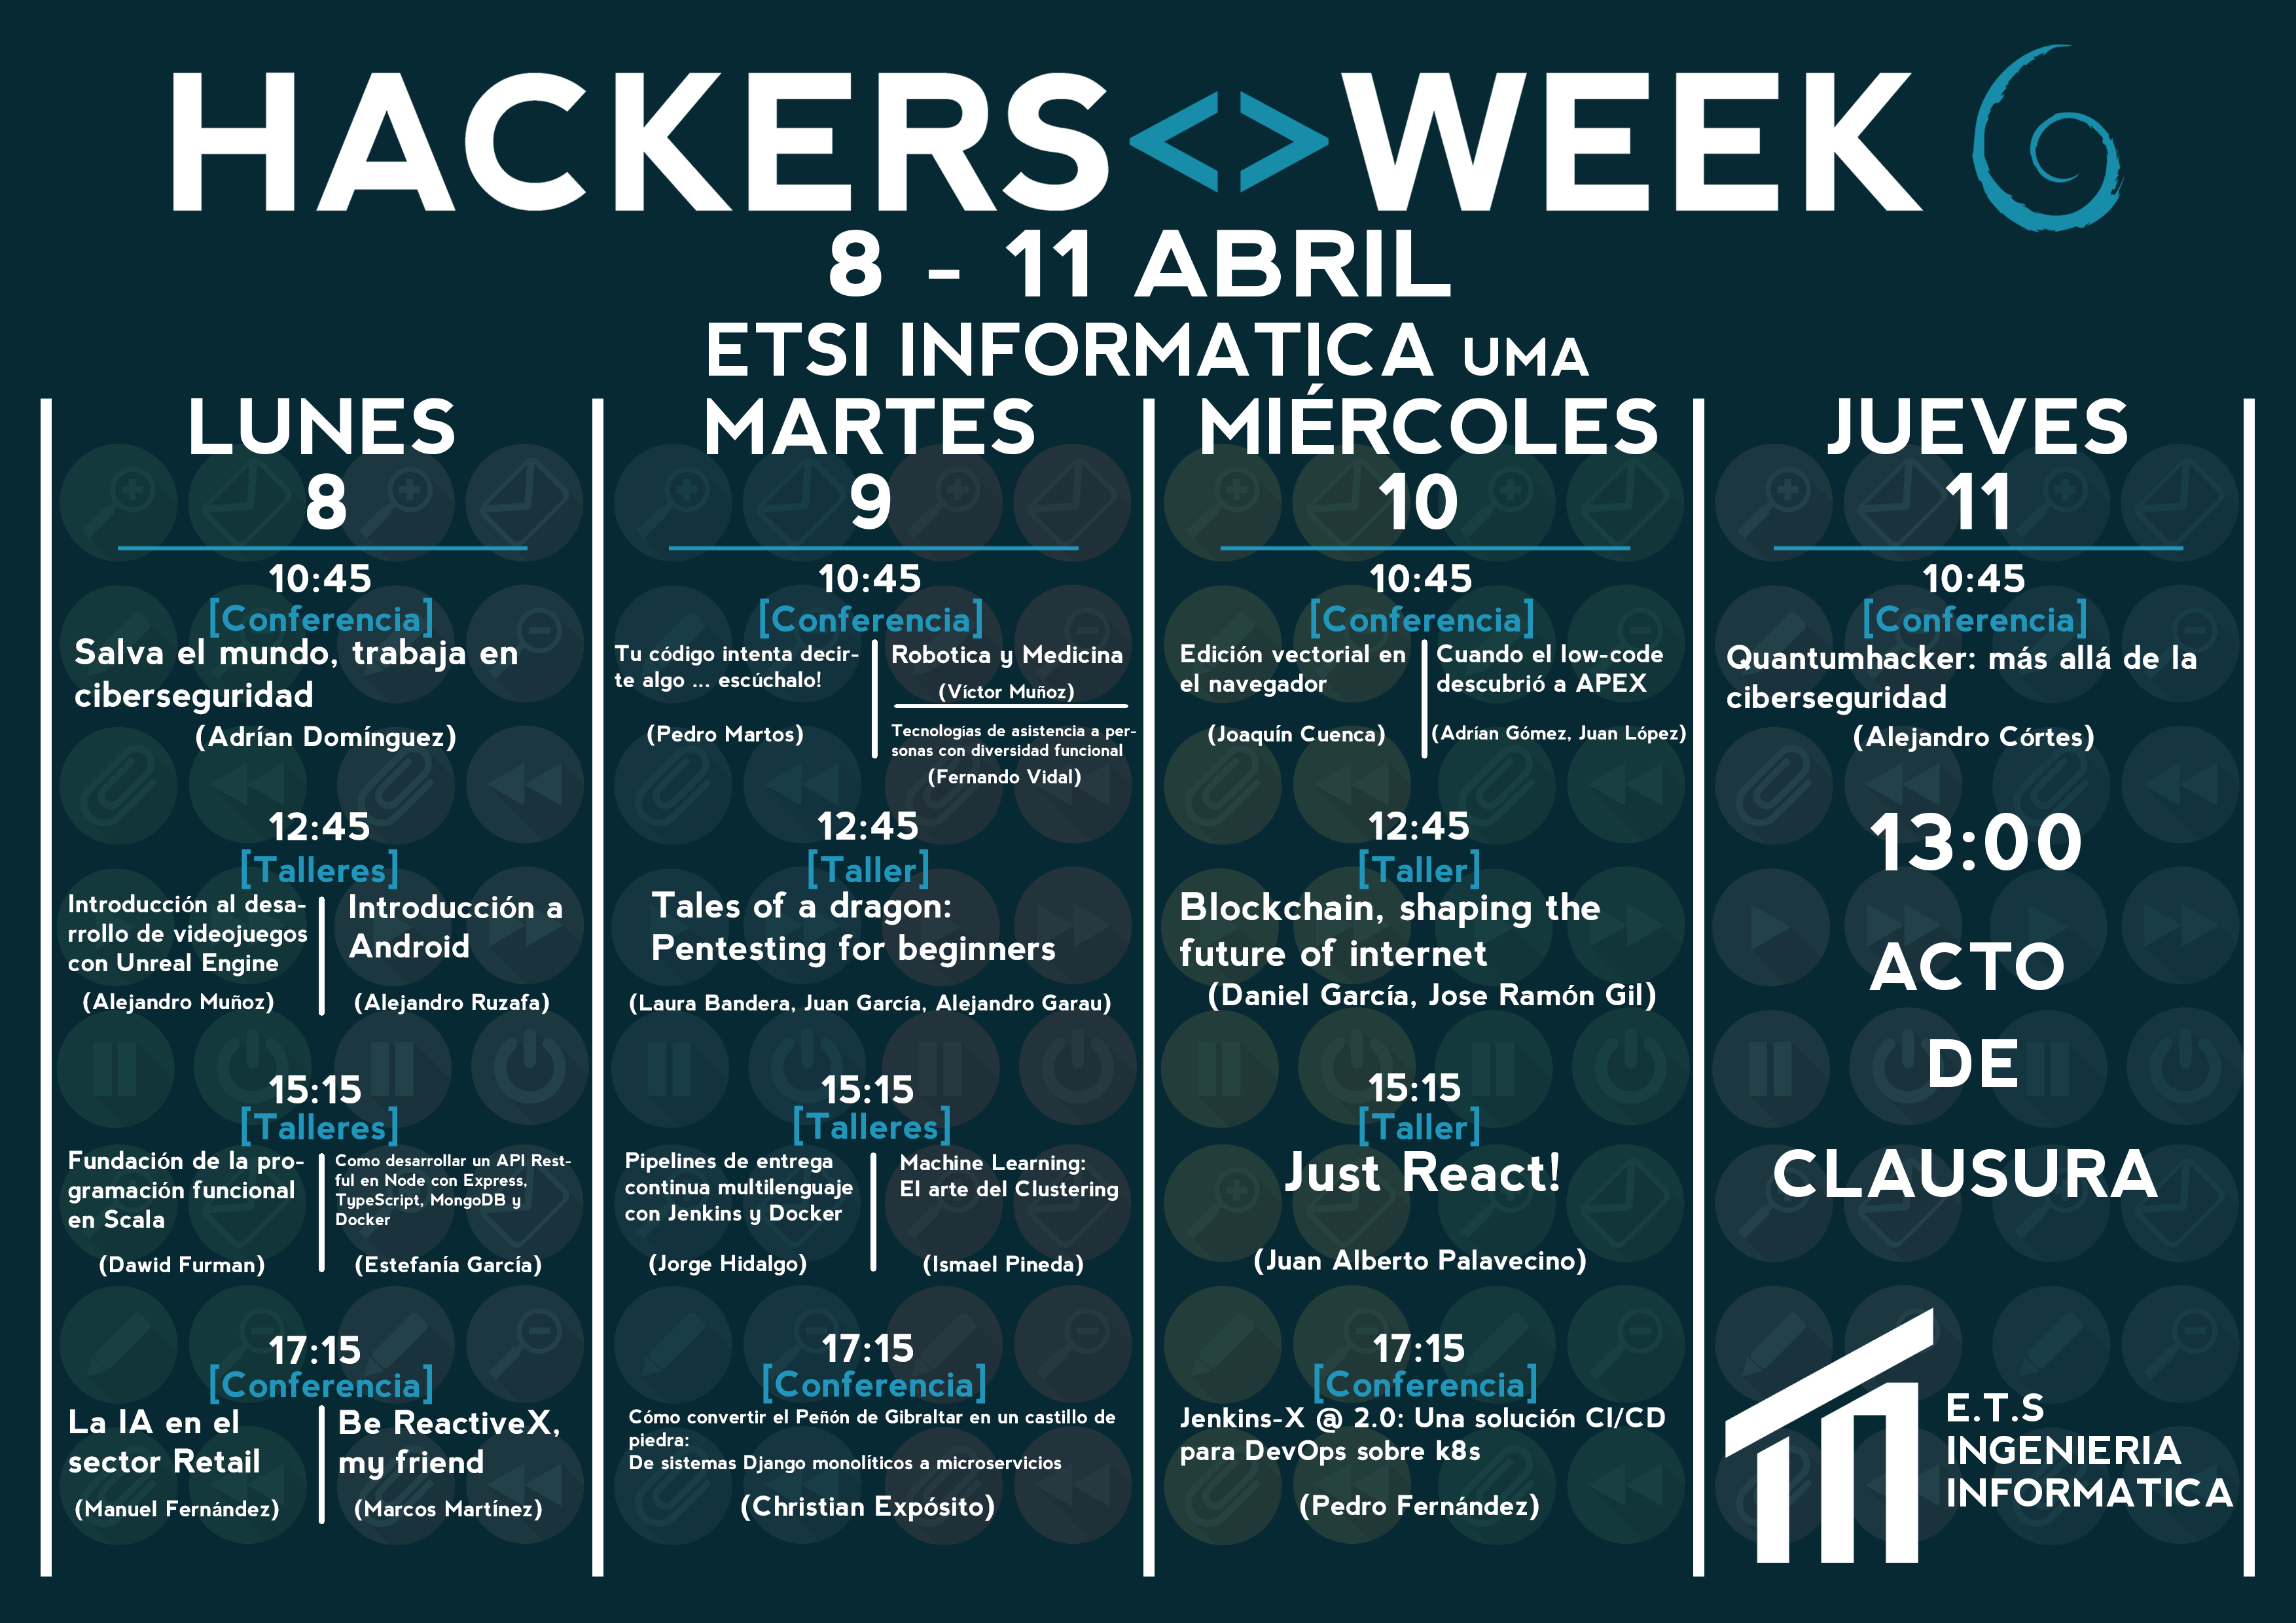 HACKERS<>WEEK 6
8 - 11 ABRIL
ETSI INFORMATICA UMA
LUNES
8
10:45
[Conferencia]
Salva el mundo, trabaja en
ciberseguridad
(Adrían Domínguez)
12:45
[Talleres]
Introducción al desa-
rrollo de videojuegos
con Unreal Engine
(Alejandro Muñoz)
Introducción a
Android
(Alejandro Ruzafa)
15:15
[Talleres]
Fundación de la pro-
gramación funcional
en Scala
(Dawid Furman)
Como desarrollar un API Rest-
ful en Node con Express,
TypeScript, MongoDB y
Docker
(Estefanía García)
17:15
[Conferencia]
La IA en el
sector Retail
(Manuel Fernández)
Be ReactiveX,
my friend
(Marcos Martínez)
MARTES
9
10:45
[Conferencia]
Tu código intenta decir-
te algo ... escúchalo!
(Pedro Martos)
Robotica y Medicina
(Víctor Muñoz)
Tecnologías de asistencia a per-
sonas con diversidad funcional
(Fernando Vidal)
12:45
[Taller]
Tales of a dragon:
Pentesting for beginners
(Laura Bandera, Juan García, Alejandro Garau)
15:15
[Talleres]
Pipelines de entrega
continua multilenguaje
con Jenkins y Docker
(Jorge Hidalgo)
Machine Learning:
El arte del Clustering
(Ismael Pineda)
17:15
[Conferencia]
Cómo convertir el Peñón de Gibraltar en un castillo de
piedra:
De sistemas Django monolíticos a microservicios
(Christian Expósito)
MIÉRCOLES
10
10:45
[Conferencia]
Edición vectorial en
el navegador
(Joaquín Cuenca)
Cuando el low-code
descubrió a APEX
(Adrían Gómez, Juan López)
12:45
[Taller]
Blockchain, shaping the
future of internet
(Daniel García, Jose Ramón Gil)
15:15
[Taller]
Just React!
(Juan Alberto Palavecino)
17:15
[Conferencia]
Jenkins-X @ 2.0: Una solución CI/CD
para DevOps sobre k8s
(Pedro Fernández)
JUEVES
11
10:45
[Conferencia]
Quantumhacker: más allá de la
ciberseguridad
(Alejandro Córtes)
13:00
ACTO
DE
CLAUSURA
E.T.S
INGENIERIA
INFORMATICA